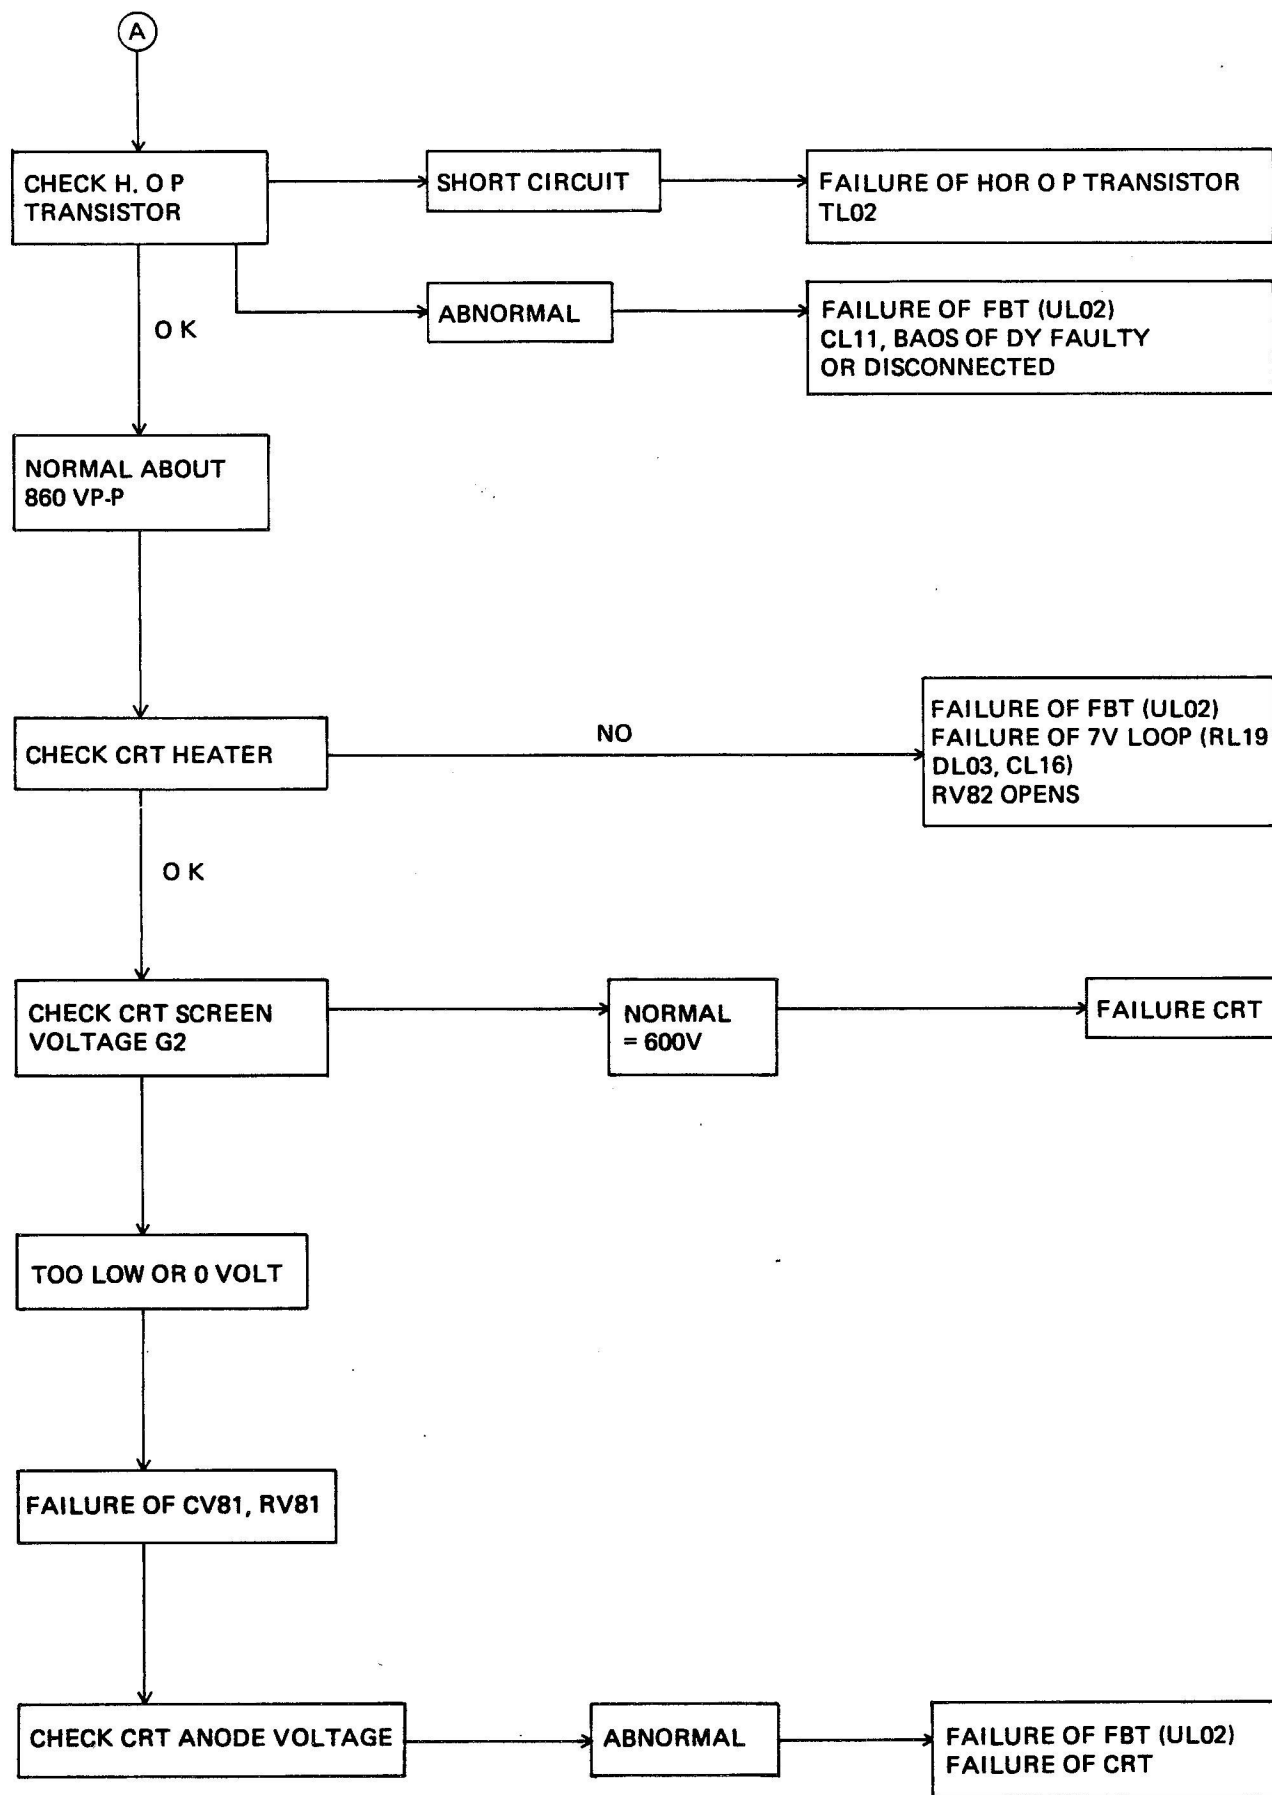 A
CHECK H. O P
TRANSISTOR
SHORT CIRCUIT
FAILURE OF HOR O P TRANSISTOR
TL02
ABNORMAL
FAILURE OF FBT (UL02)
CL11, BAOS OF DY FAULTY
OR DISCONNECTED
O K
NORMAL ABOUT
860 VP-P
CHECK CRT HEATER
NO
FAILURE OF FBT (UL02)
FAILURE OF 7V LOOP (RL19
DL03, CL16)
RV82 OPENS
O K
CHECK CRT SCREEN
VOLTAGE G2
NORMAL
= 600V
FAILURE CRT
TOO LOW OR 0 VOLT
FAILURE OF CV81, RV81
CHECK CRT ANODE VOLTAGE
ABNORMAL
FAILURE OF FBT (UL02)
FAILURE OF CRT